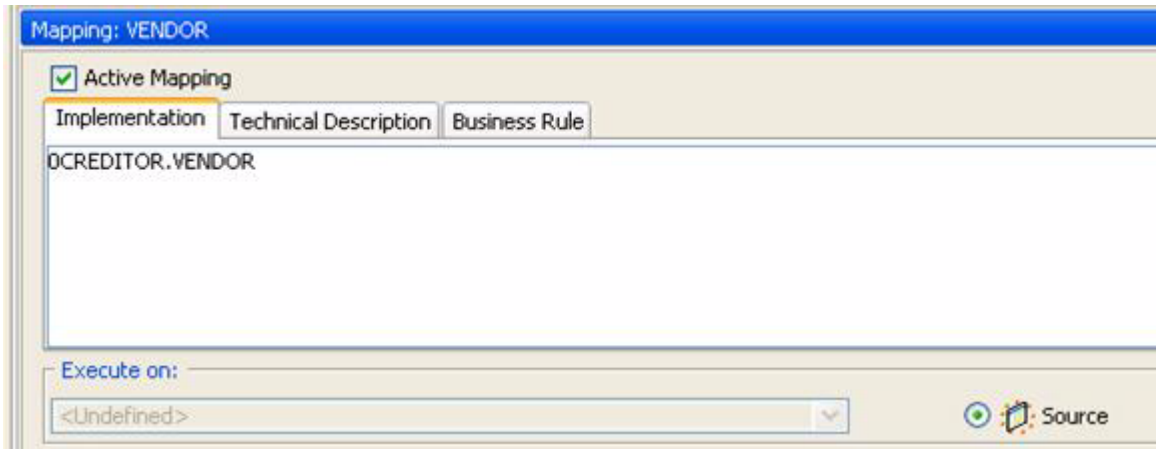 Mapping: VENDOR
Active Mapping
Implementation Technical Description Business Rule
0CREDITOR.VENDOR
Execute on:
<Undefined> Source